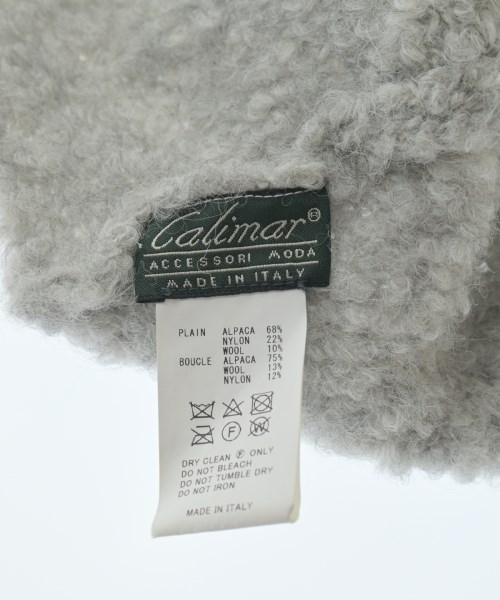 Calimar®
ACCESSORI MODA
MADE IN ITALY
PLAIN ALPACA 68%
NYLON 22%
WOOL 10%
BOUCLE ALPACA 75%
WOOL 13%
NYLON 12%
F W
DRY CLEAN Ⓕ ONLY
DO NOT BLEACH
DO NOT TUMBLE DRY
DO NOT IRON
MADE IN ITALY